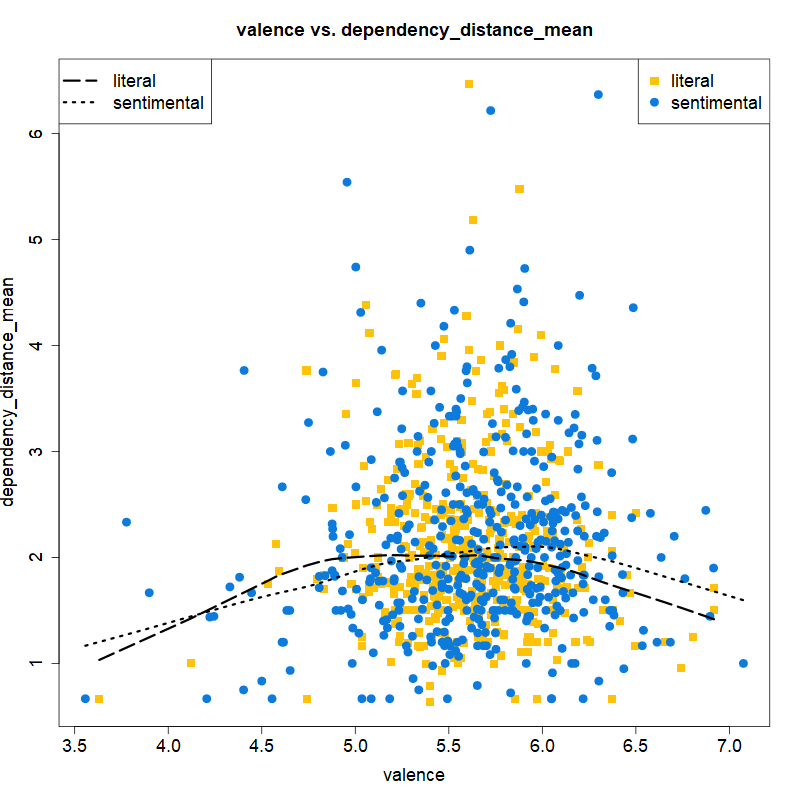 valence vs. dependency_distance_mean
literal
sentimental
literal
sentimental
dependency_distance_mean
6
5
4
3
2
1
3.5 4.0 4.5 5.0 5.5 6.0 6.5 7.0
valence